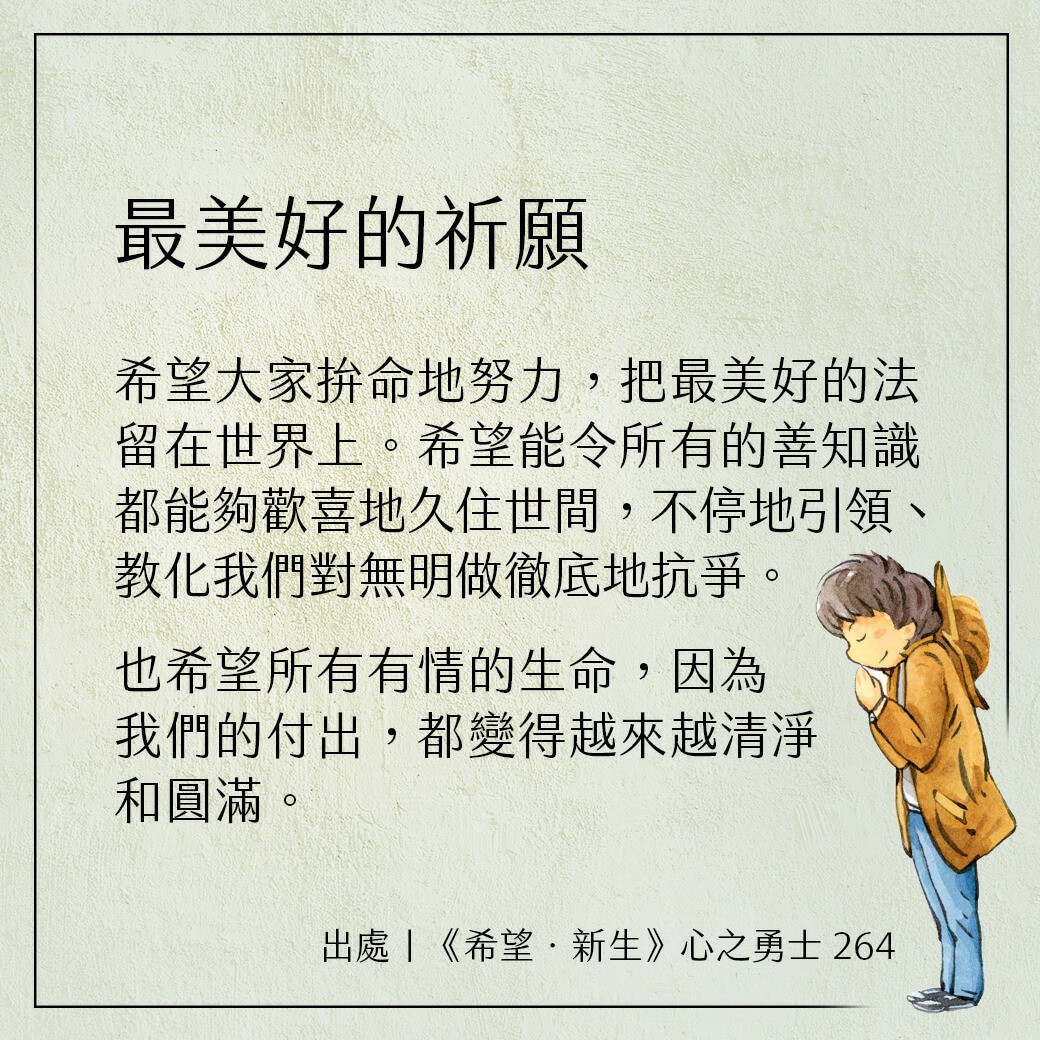 最美好的祈願
希望大家拚命地努力，把最美好的法
留在世界上。希望能令所有的善知識
都能夠歡喜地久住世間，不停地引領、
教化我們對無明做徹底地抗爭。
也希望所有有情的生命，因為
我們的付出，都變得越來越清淨
和圓滿。
出處｜《希望．新生》心之勇士 264